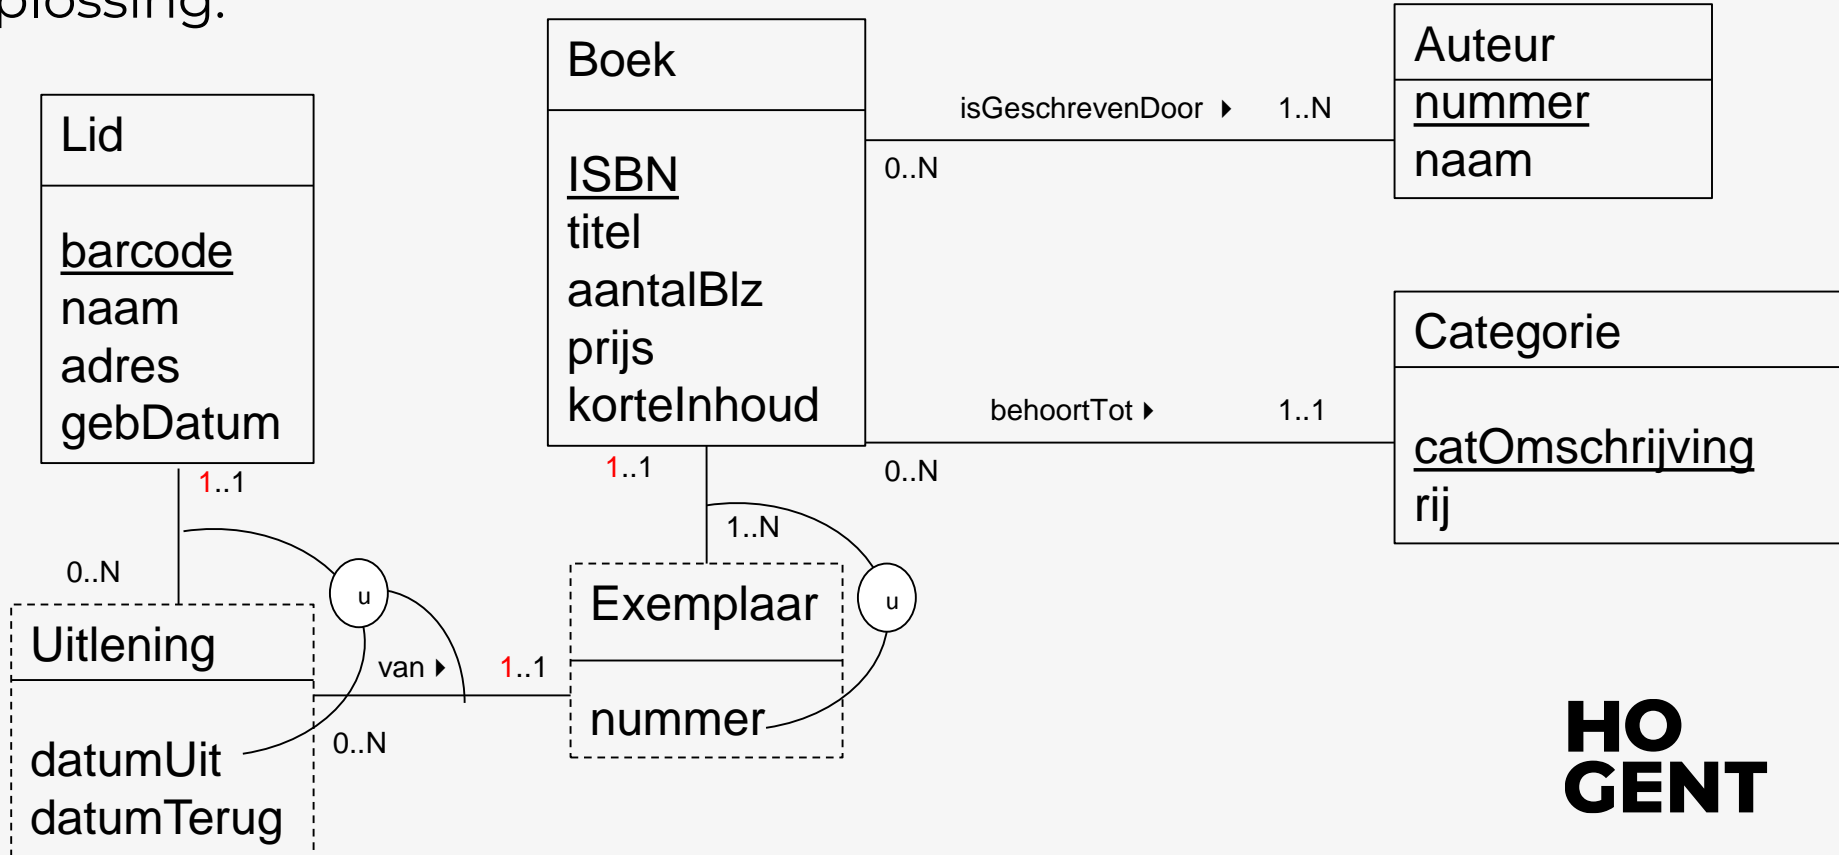 plossing:
Lid
barcode
naam
adres
gebDatum
Boek
ISBN
titel
aantalBlz
prijs
korteInhoud
isGeschrevenDoor ▸ 1..N
0..N
Auteur
nummer
naam
behoortTot ▸ 1..1
0..N
Categorie
catOmschrijving
rij
1..1
0..N
u
Uitlening
datumUit
datumTerug
van ▸ 1..1
0..N
1..1
1..N
u
Exemplaar
nummer
HO
GENT